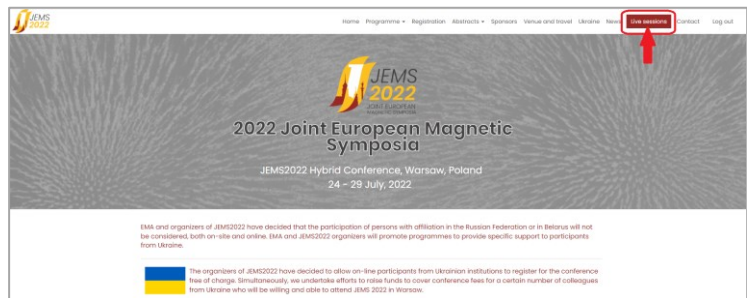 JEMS
2022
Home Programme Registration Abstracts Sponsors Venue and travel Ukraine News Live sessions Contact Log out
JEMS
2022
JOINT EUROPEAN
MAGNETIC SYMPOSIA
2022 Joint European Magnetic
Symposia
JEMS2022 Hybrid Conference, Warsaw, Poland
24 – 29 July, 2022
EMA and organizers of JEMS2022 have decided that the participation of persons with affiliation in the Russian Federation or in Belarus will not
be considered, both on-site and online. EMA and JEMS2022 organizers will promote programmes to provide specific support to participants
from Ukraine.
The organizers of JEMS2022 have decided to allow on-line participants from Ukrainian institutions to register for the conference
free of charge. Simultaneously, we undertake efforts to raise funds to cover conference fees for a certain number of colleagues
from Ukraine who will be willing and able to attend JEMS 2022 in Warsaw.